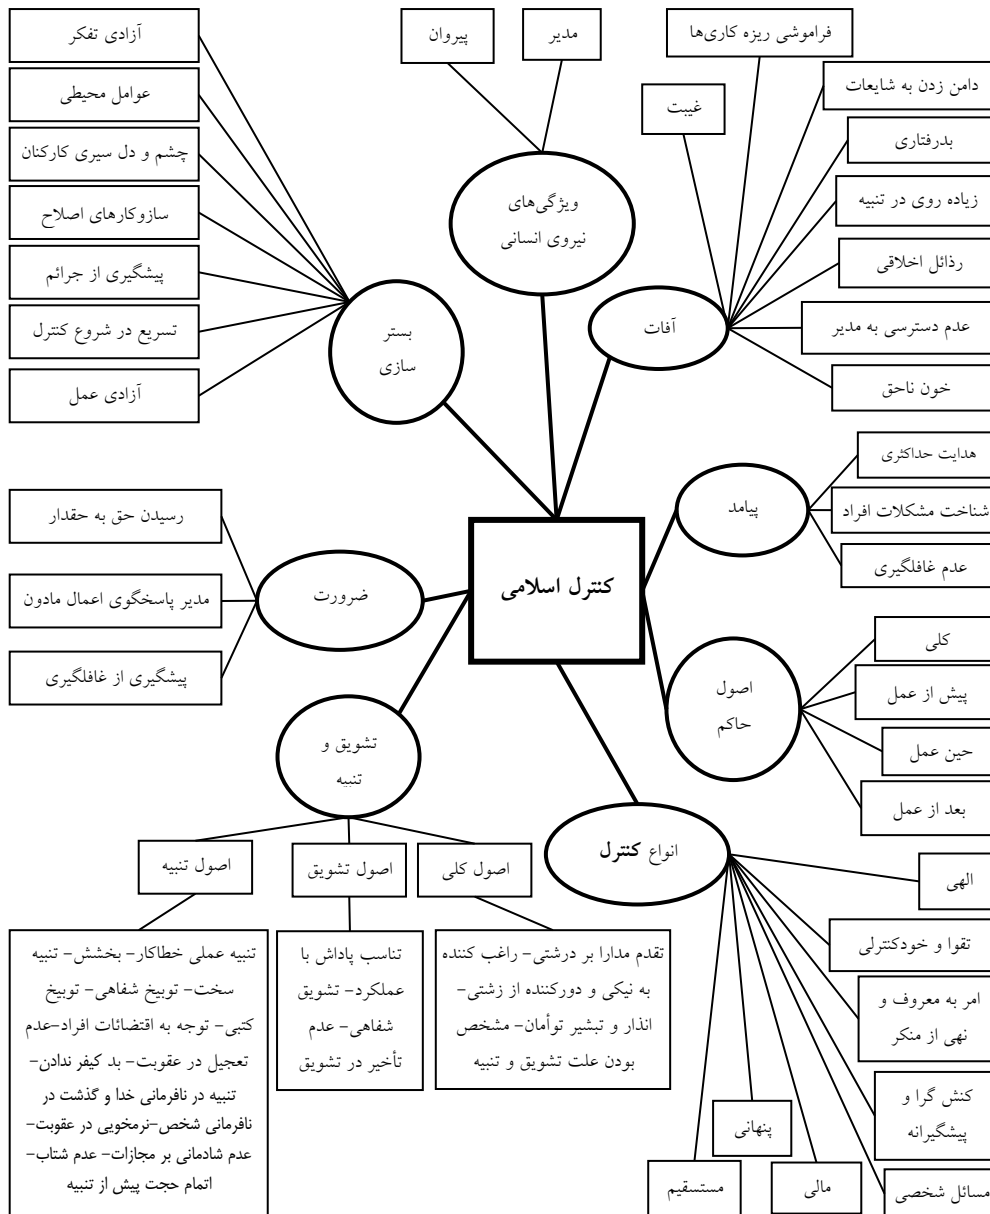 فراموشی ریزه کاری‌ها
مدیر
پیروان
آزادی تفکر
دامن زدن به شایعات
غیبت
عوامل محیطی
بدرفتاری
چشم و دل سیری کارکنان
زیاده روی در تنبیه
ویژگی‌های
نیروی انسانی
سازوکارهای اصلاح
رذائل اخلاقی
پیشگیری از جرائم
عدم دسترسی به مدیر
آفات
بستر
سازی
تسریع در شروع کنترل
خون ناحق
آزادی عمل
هدایت حداکثری
شناخت مشکلات افراد
عدم غافلگیری
پیامد
رسیدن حق به حقدار
مدیر پاسخگوی اعمال مادون
پیشگیری از غافلگیری
ضرورت
کنترل اسلامی
کلی
پیش از عمل
حین عمل
بعد از عمل
اصول
حاکم
تشویق و
تنبیه
انواع کنترل
اصول کلی
اصول تشویق
اصول تنبیه
الهی
تقوا و خودکنترلی
امر به معروف و
نهی از منکر
کنش گرا و
پیشگیرانه
مسائل شخصی
مالی
پنهانی
مستسقیم
تقدم مدارا بر درشتی- راغب کننده
به نیکی و دورکننده از زشتی-
انذار و تبشیر توأمان- مشخص
بودن علت تشویق و تنبیه
تناسب پاداش با
عملکرد- تشویق
شفاهی- عدم
تأخیر در تشویق
تنبیه عملی خطاکار- بخشش- تنبیه
سخت- توبیخ شفاهی- توبیخ
کتبی- توجه به اقتضائات افراد-عدم
تعجیل در عقوبت- بد کیفر ندادن-
تنبیه در نافرمانی خدا و گذشت در
نافرمانی شخص-نرمخویی در عقوبت-
عدم شادمانی بر مجازات- عدم شتاب-
اتمام حجت پیش از تنبیه